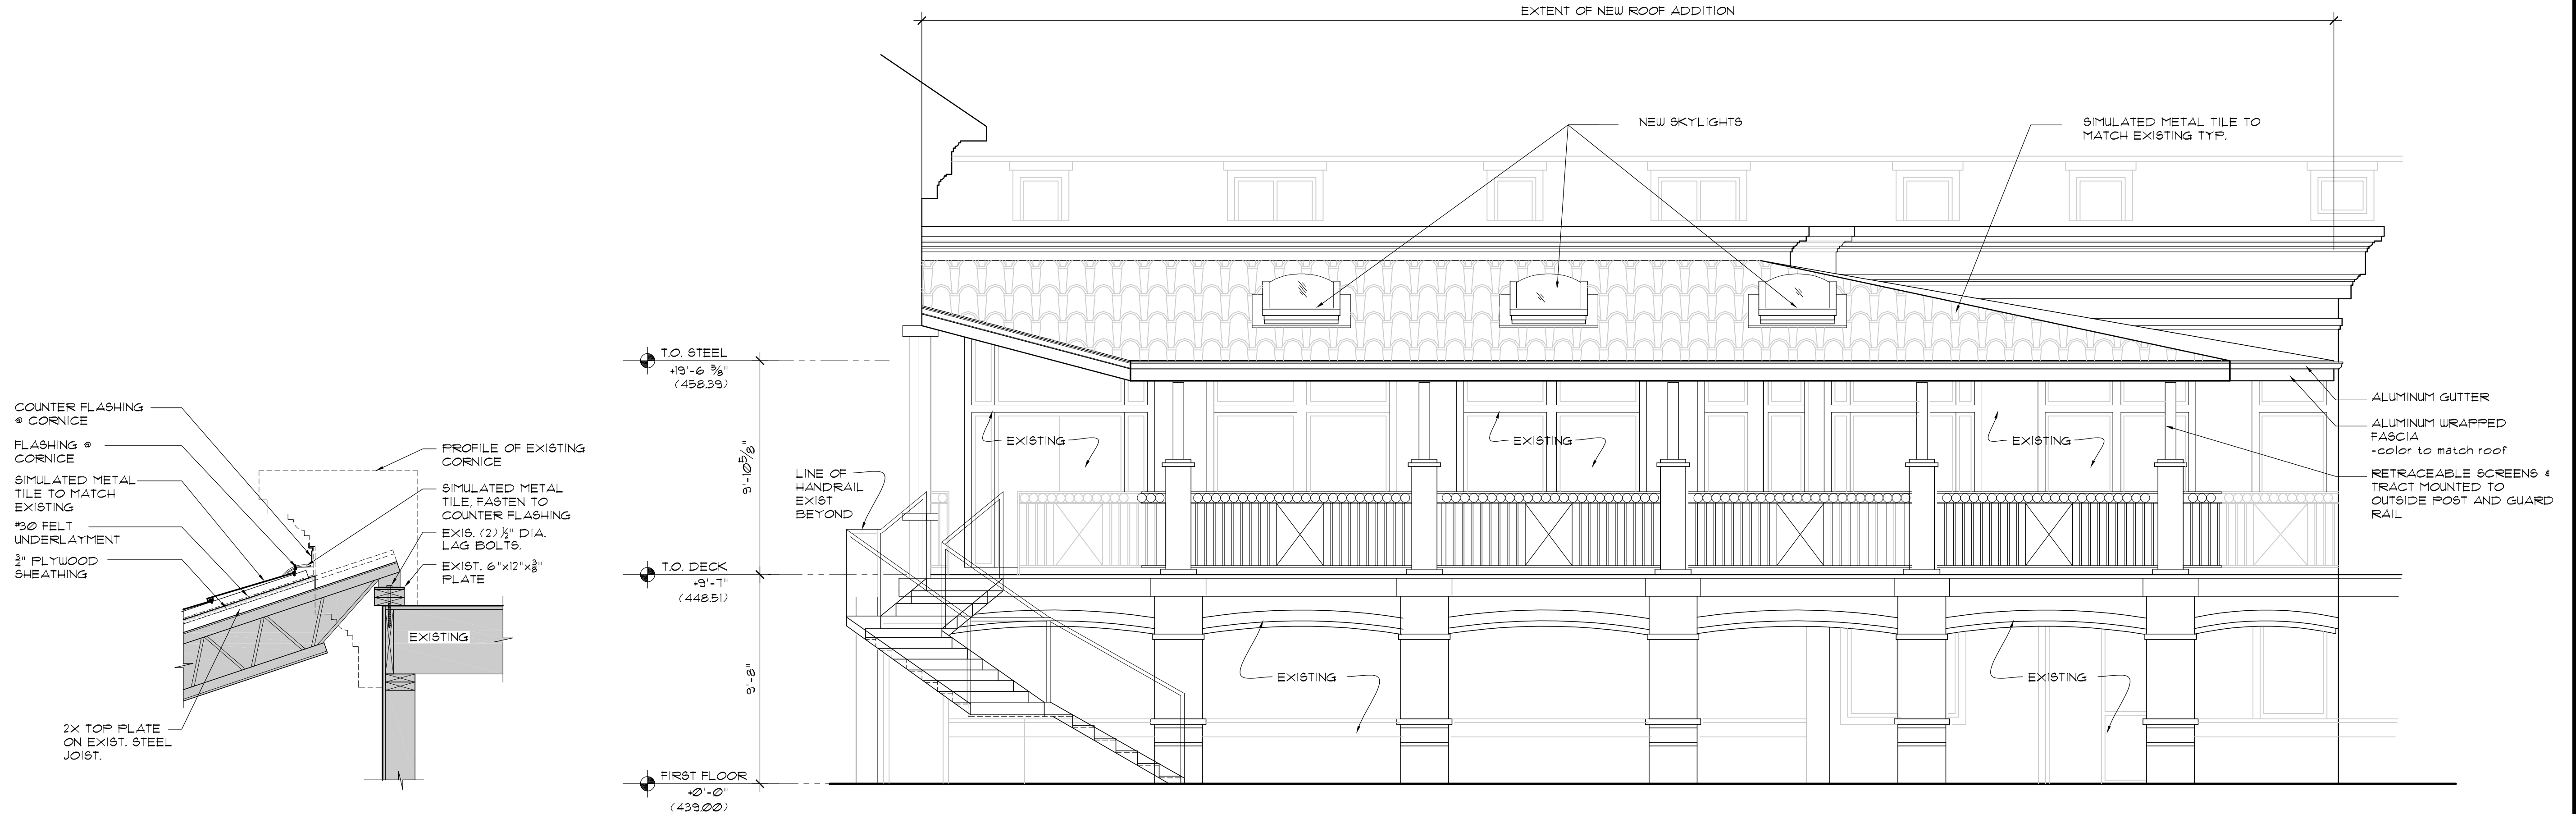 EXTENT OF NEW ROOF ADDITION
NEW SKYLIGHTS
SIMULATED METAL TILE TO
MATCH EXISTING TYP.
T.O. STEEL
+19'-6 5/8"
(458.39)
9'-10 5/8"
T.O. DECK
+9'-7"
(448.51)
9'-8"
FIRST FLOOR
+0'-0"
(439.00)
LINE OF
HANDRAIL
EXIST
BEYOND
EXISTING
EXISTING
EXISTING
EXISTING
EXISTING
ALUMINUM GUTTER
ALUMINUM WRAPPED
FASCIA
-color to match roof
RETRACEABLE SCREENS &
TRACT MOUNTED TO
OUTSIDE POST AND GUARD
RAIL
COUNTER FLASHING
@ CORNICE
FLASHING @
CORNICE
SIMULATED METAL
TILE TO MATCH
EXISTING
#30 FELT
UNDERLAYMENT
3/4" PLYWOOD
SHEATHING
2X TOP PLATE
ON EXIST. STEEL
JOIST.
PROFILE OF EXISTING
CORNICE
SIMULATED METAL
TILE, FASTEN TO
COUNTER FLASHING
EXIS. (2) 1/2" DIA.
LAG BOLTS.
EXIST. 6"x12"x3/8"
PLATE
EXISTING